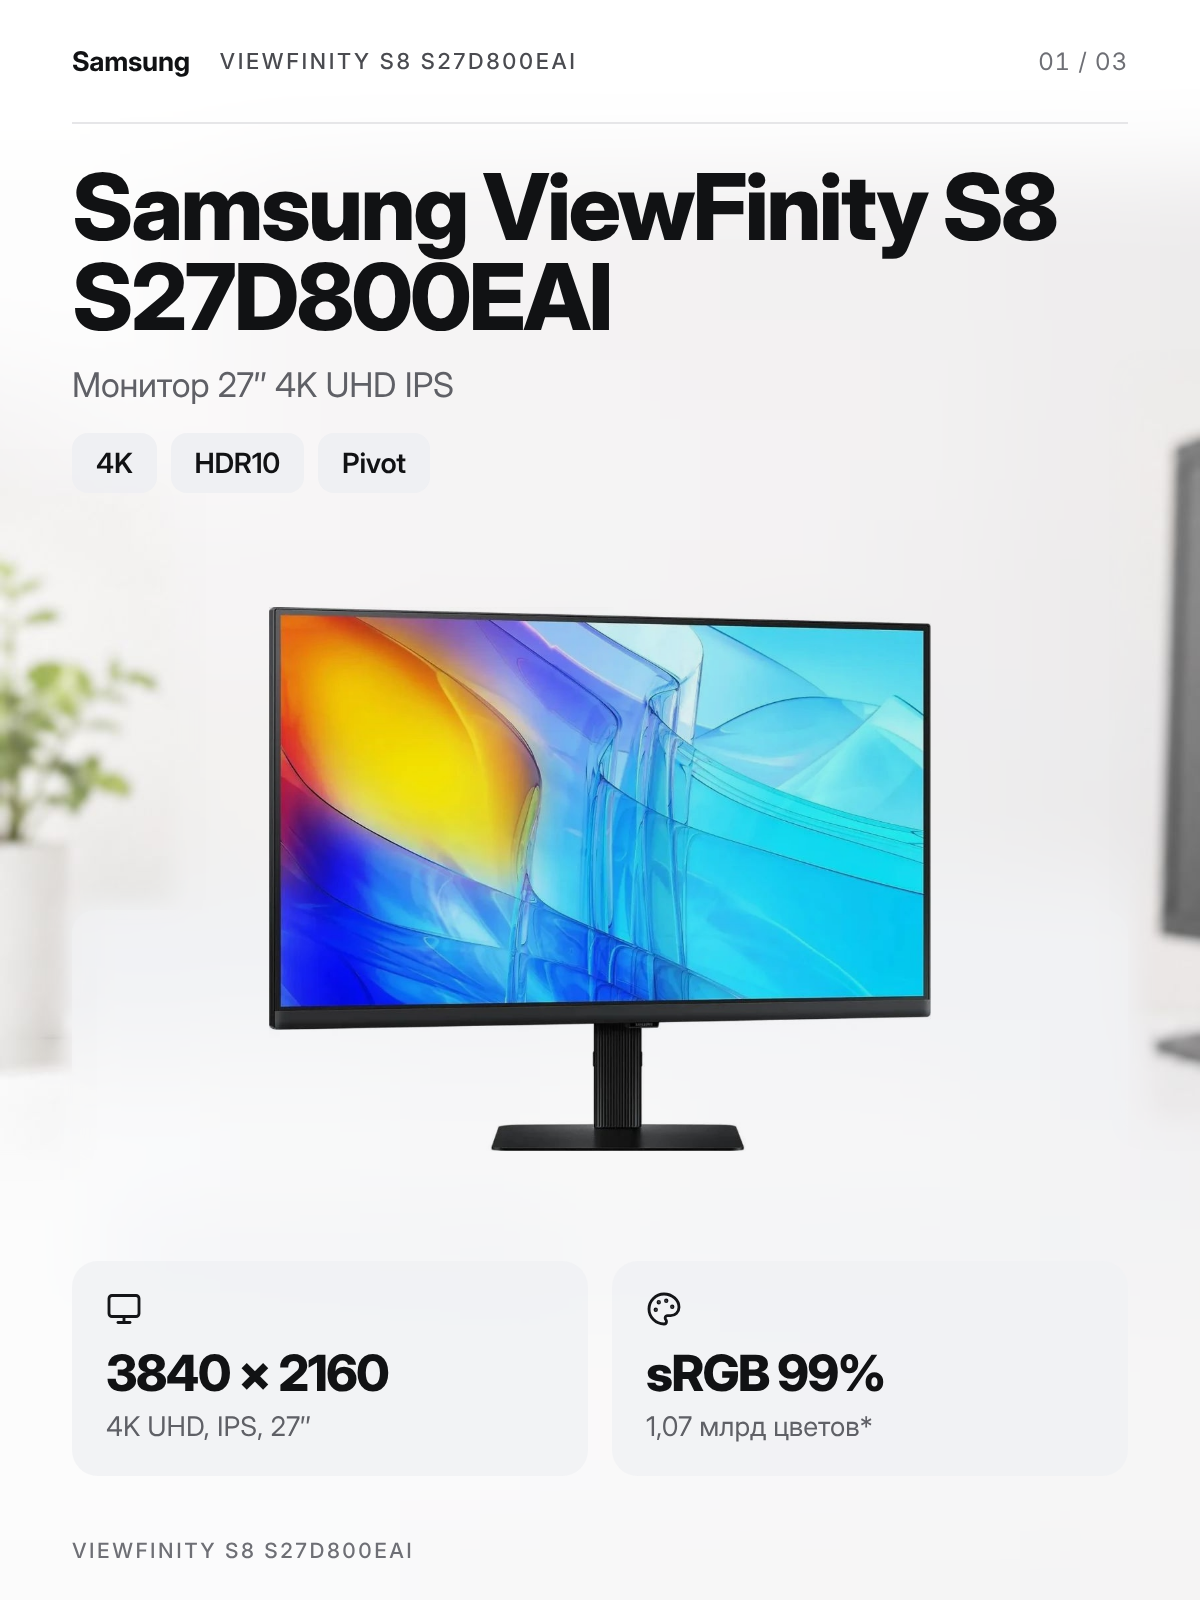 Samsung VIEWFINITY S8 S27D800EAI 01 / 03
Samsung ViewFinity S8
S27D800EAI
Монитор 27″ 4K UHD IPS
4K HDR10 Pivot
3840 × 2160
4K UHD, IPS, 27″
sRGB 99%
1,07 млрд цветов*
VIEWFINITY S8 S27D800EAI